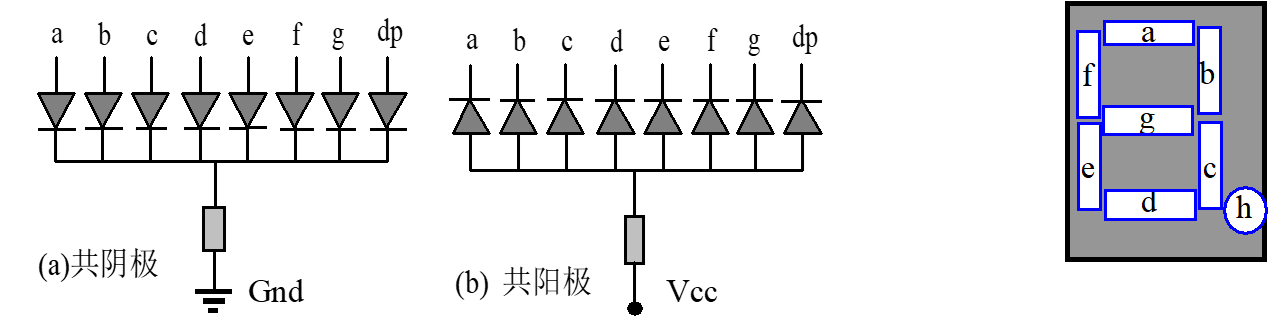 a b c d e f g dp
(a)共阴极
Gnd
a b c d e f g dp
(b) 共阳极
Vcc
a
f
b
g
e
c
d
h